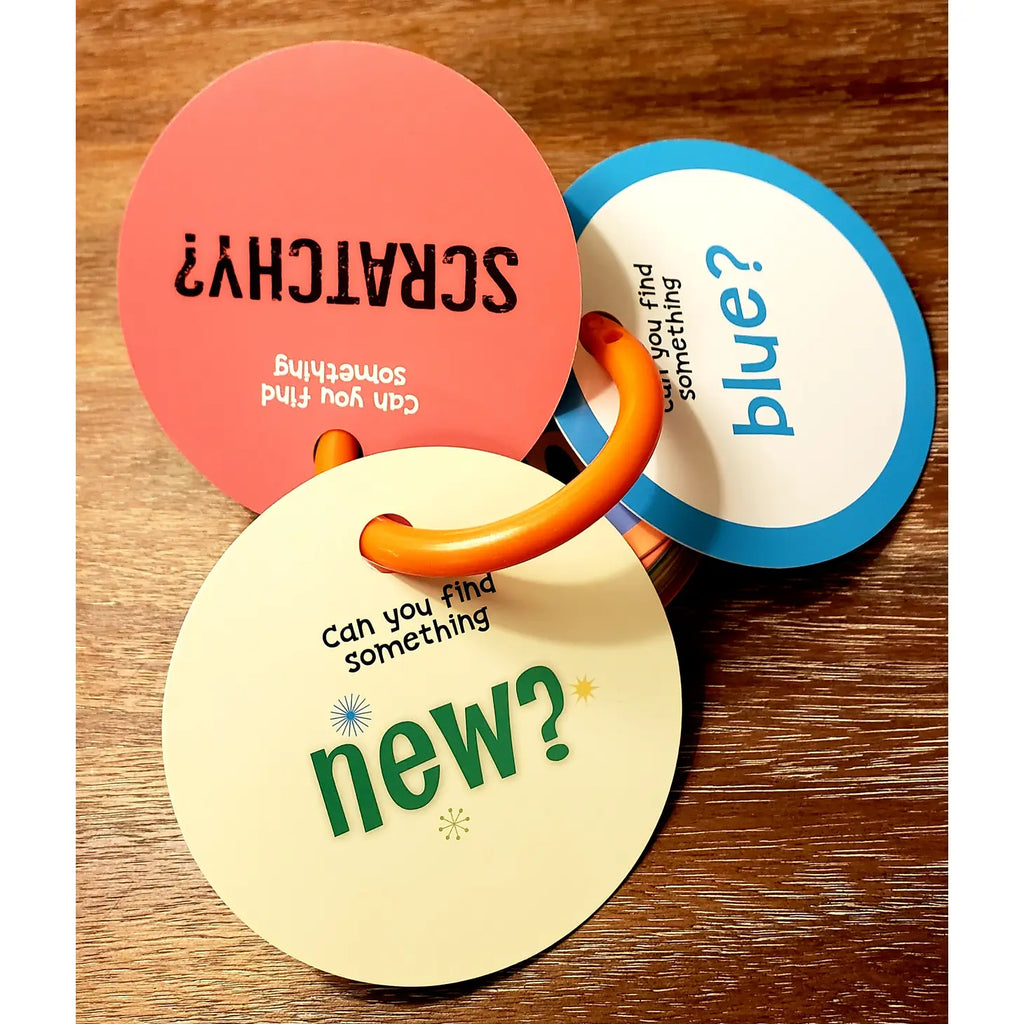 Can you find
something
SCRATCHY?
can you find
something
blue?
Can you find
something
new?